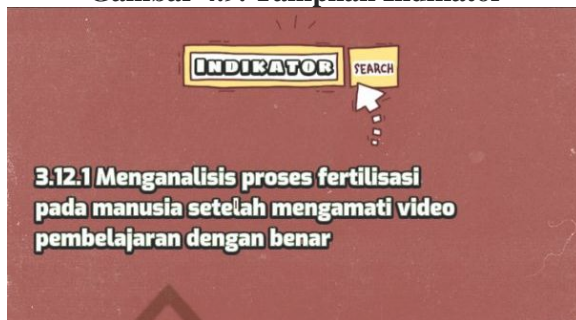 INDIKATOR SEARCH
3.12.1 Menganalisis proses fertilisasi
pada manusia setelah mengamati video
pembelajaran dengan benar